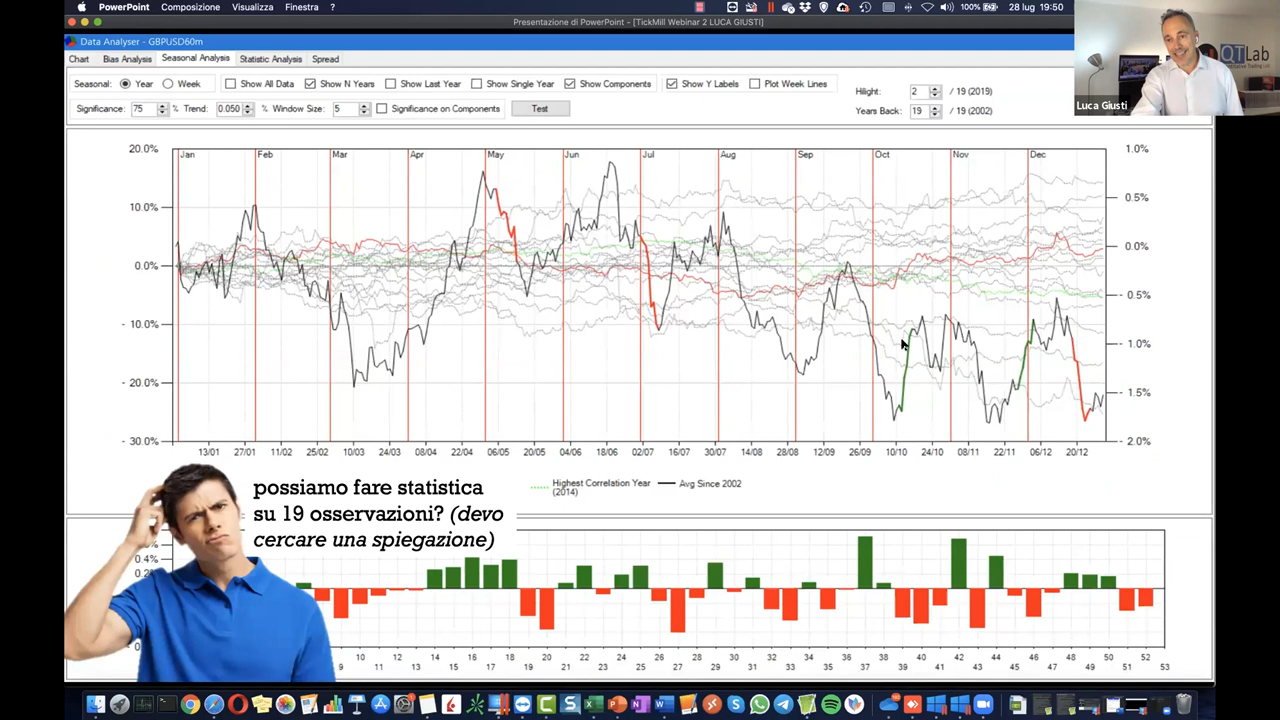 PowerPoint Composizione Visualizza Finestra ? 100% 28 lug 19:50
Presentazione di PowerPoint - [TickMill Webinar 2 LUCA GIUSTI]
Data Analyser - GBPUSD60m
Chart Bias Analysis Seasonal Analysis Statistic Analysis Spread
Seasonal: Year Week Show All Data Show N Years Show Last Year Show Single Year Show Components Show Y Labels Plot Week Lines
Hilight: 2 / 19 (2019)
Significance: 75 % Trend: 0.050 % Window Size: 5 Significance on Components Test
Years Back: 19 / 19 (2002)
QTLab
Luca Giusti
Jan Feb Mar Apr May Jun Jul Aug Sep Oct Nov Dec
20.0% 1.0%
10.0% 0.5%
0.0% 0.0%
- 10.0% - 0.5%
- 20.0% - 1.0%
- 30.0% - 1.5%
- 2.0%
13/01 27/01 11/02 25/02 10/03 24/03 08/04 22/04 06/05 20/05 04/06 18/06 02/07 16/07 30/07 14/08 28/08 12/09 26/09 10/10 24/10 08/11 22/11 06/12 20/12
Highest Correlation Year
(2014)
Avg Since 2002
possiamo fare statistica
su 19 osservazioni? (devo
cercare una spiegazione)
0.4%
0.2
10 12 14 16 18 20 22 24 26 28 30 32 34 36 38 40 42 44 46 48 50 52
9 11 13 15 17 19 21 23 25 27 29 31 33 35 37 39 41 43 45 47 49 51 53